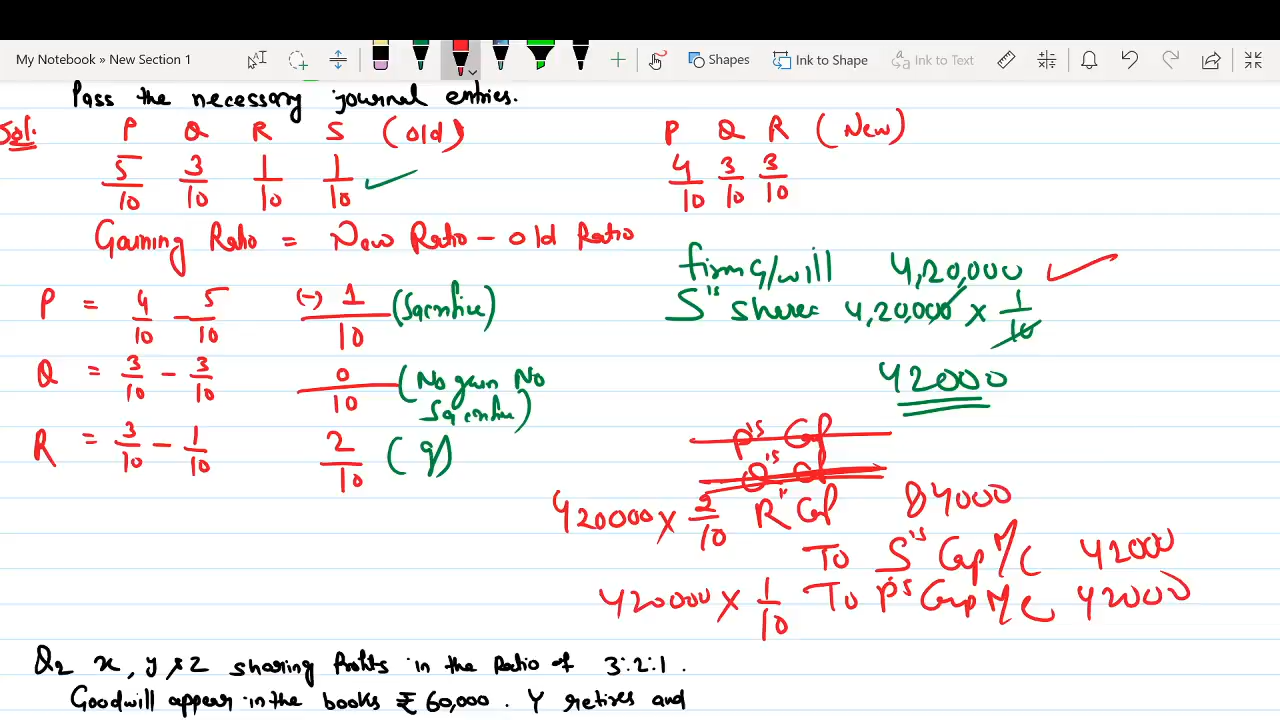 My Notebook » New Section 1
Shapes
Ink to Shape
Ink to Text
Pass the necessary journal entries.
Sol.
P Q R S (old)
5/10 3/10 1/10 1/10
Gaining Ratio = New Ratio - old Ratio
P = 4/10 - 5/10 (-) 1/10 (Sacrifice)
Q = 3/10 - 3/10 0/10 (No gain No Sacrifice)
R = 3/10 - 1/10 2/10 (g)
P Q R (New)
4/10 3/10 3/10
firm G/will 4,20,000
S's share 4,20,000 × 1/10
42000
P's Cap
Q's Cap
420000 × 2/10 R's Cap 84000
To S's Cap A/c 42000
420000 × 1/10 To P's Cap A/c 42000
Q2 x, y & z sharing Profits in the Ratio of 3:2:1.
Goodwill appear in the books ₹ 60,000. Y retires and